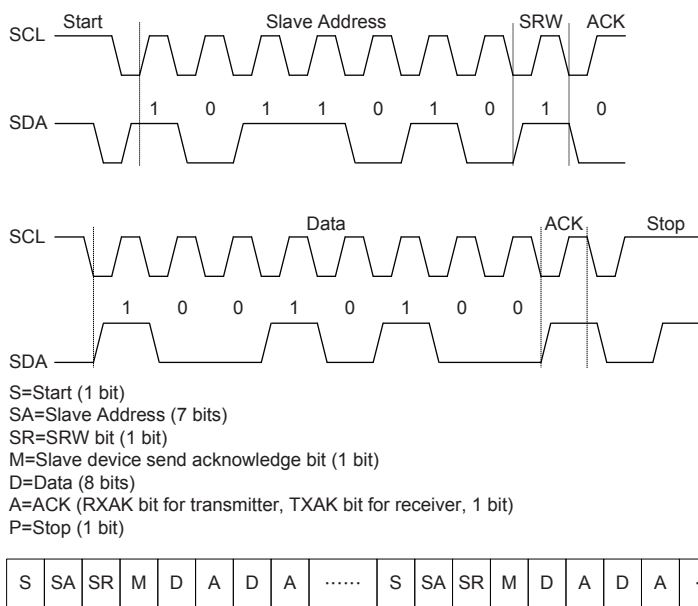 Start Slave Address SRW ACK
SCL
1 0 1 1 0 1 0 1 0
SDA
Data ACK Stop
SCL
1 0 0 1 0 1 0 0
SDA
S=Start (1 bit)
SA=Slave Address (7 bits)
SR=SRW bit (1 bit)
M=Slave device send acknowledge bit (1 bit)
D=Data (8 bits)
A=ACK (RXAK bit for transmitter, TXAK bit for receiver, 1 bit)
P=Stop (1 bit)
S SA SR M D A D A ...... S SA SR M D A D A